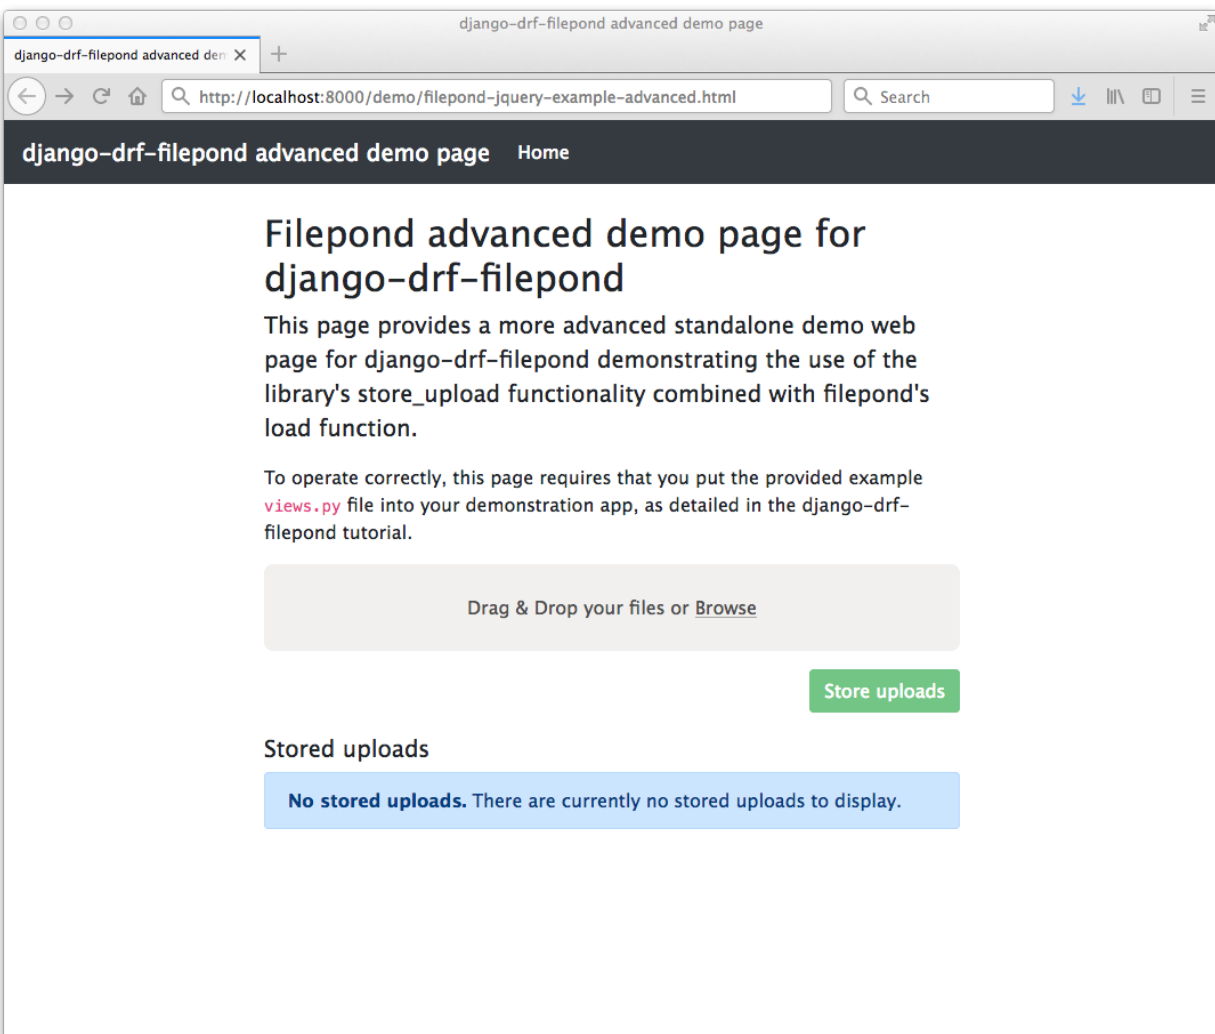 django-drf-filepond advanced demo page
django-drf-filepond advanced den
http://localhost:8000/demo/filepond-jquery-example-advanced.html
Search
django-drf-filepond advanced demo page Home
Filepond advanced demo page for
django-drf-filepond
This page provides a more advanced standalone demo web
page for django-drf-filepond demonstrating the use of the
library's store_upload functionality combined with filepond's
load function.
To operate correctly, this page requires that you put the provided example
views.py file into your demonstration app, as detailed in the django-drf-
filepond tutorial.
Drag & Drop your files or Browse
Store uploads
Stored uploads
No stored uploads. There are currently no stored uploads to display.